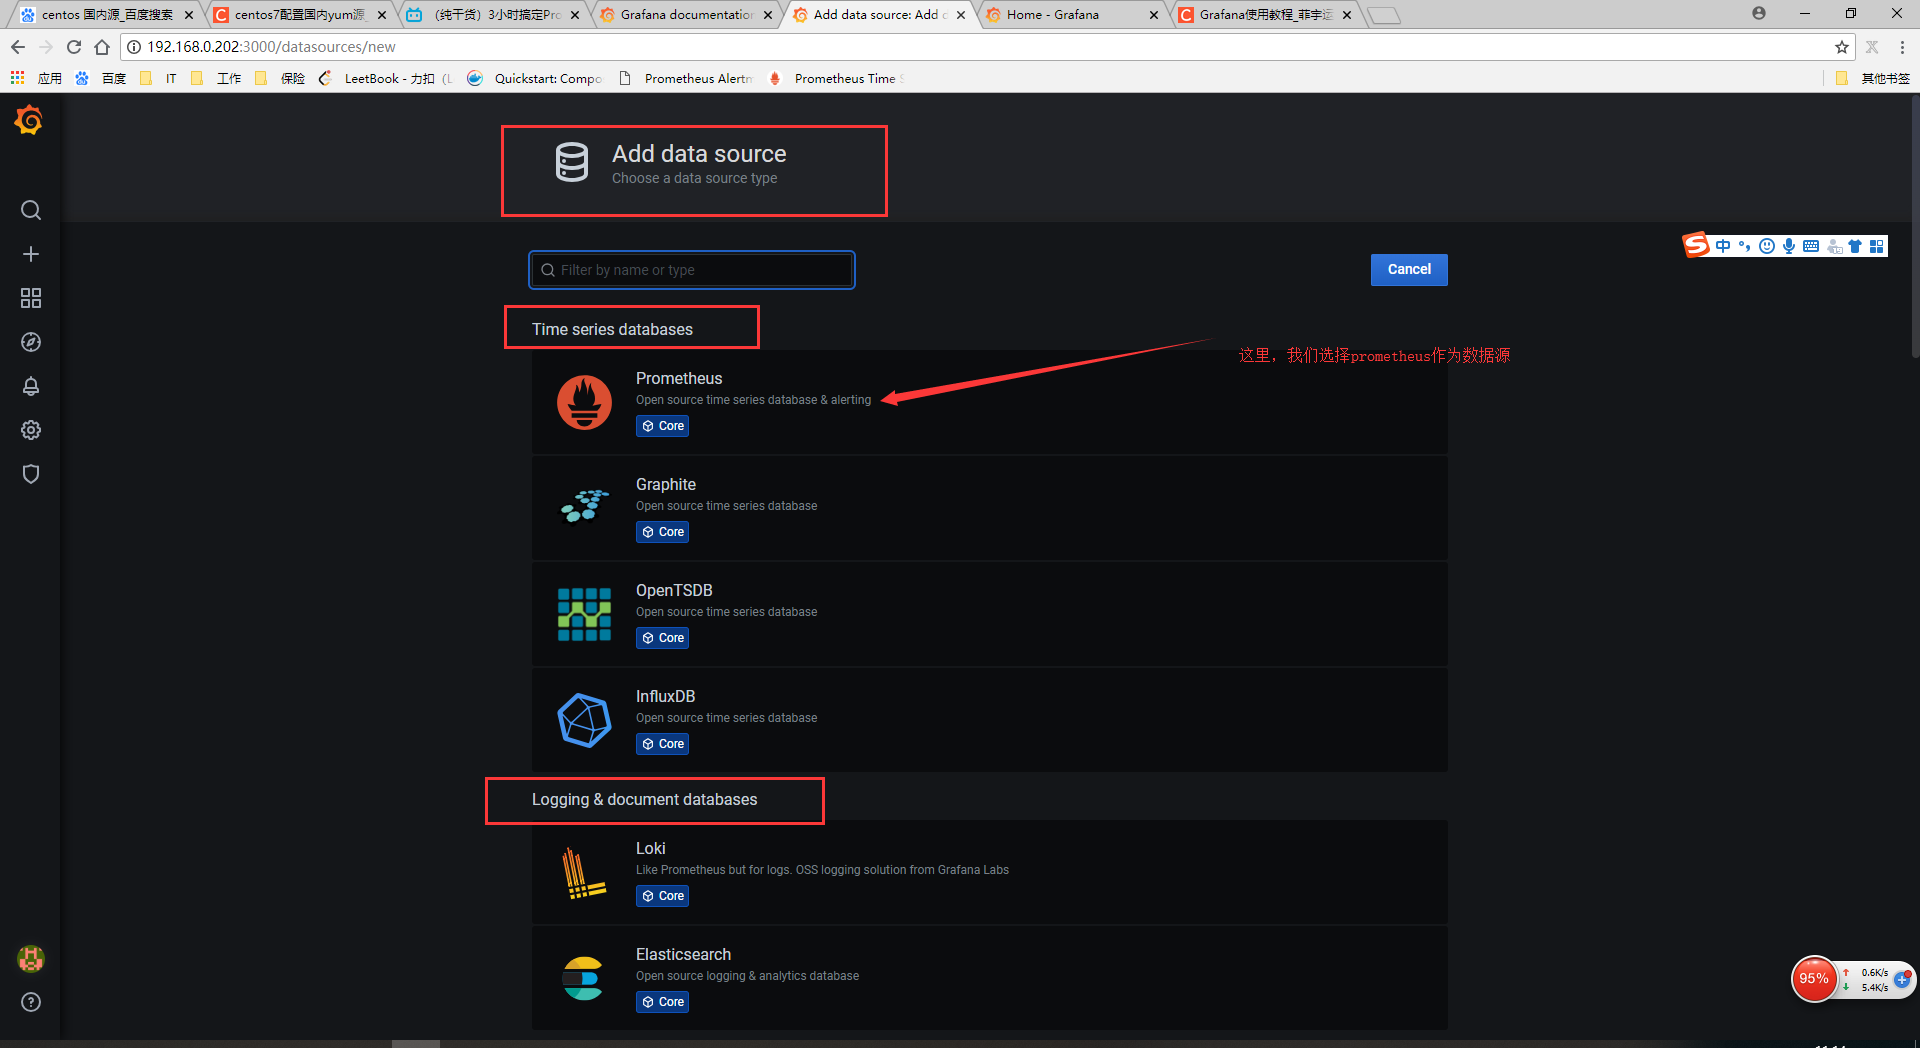 centos 国内源_百度搜索
centos7配置国内yum源_
（纯干货）3小时搞定Pro
Grafana documentation
Add data source: Add d
Home - Grafana
Grafana使用教程_菲宇运
192.168.0.202:3000/datasources/new
应用
百度
IT
工作
保险
LeetBook - 力扣（L
Quickstart: Compo
Prometheus Alertm
Prometheus Time S
其他书签
Add data source
Choose a data source type
中
Filter by name or type
Cancel
Time series databases
这里，我们选择prometheus作为数据源
Prometheus
Open source time series database & alerting
Core
Graphite
Open source time series database
Core
OpenTSDB
Open source time series database
Core
InfluxDB
Open source time series database
Core
Logging & document databases
Loki
Like Prometheus but for logs. OSS logging solution from Grafana Labs
Core
Elasticsearch
Open source logging & analytics database
Core
95%
0.6K/s
5.4K/s